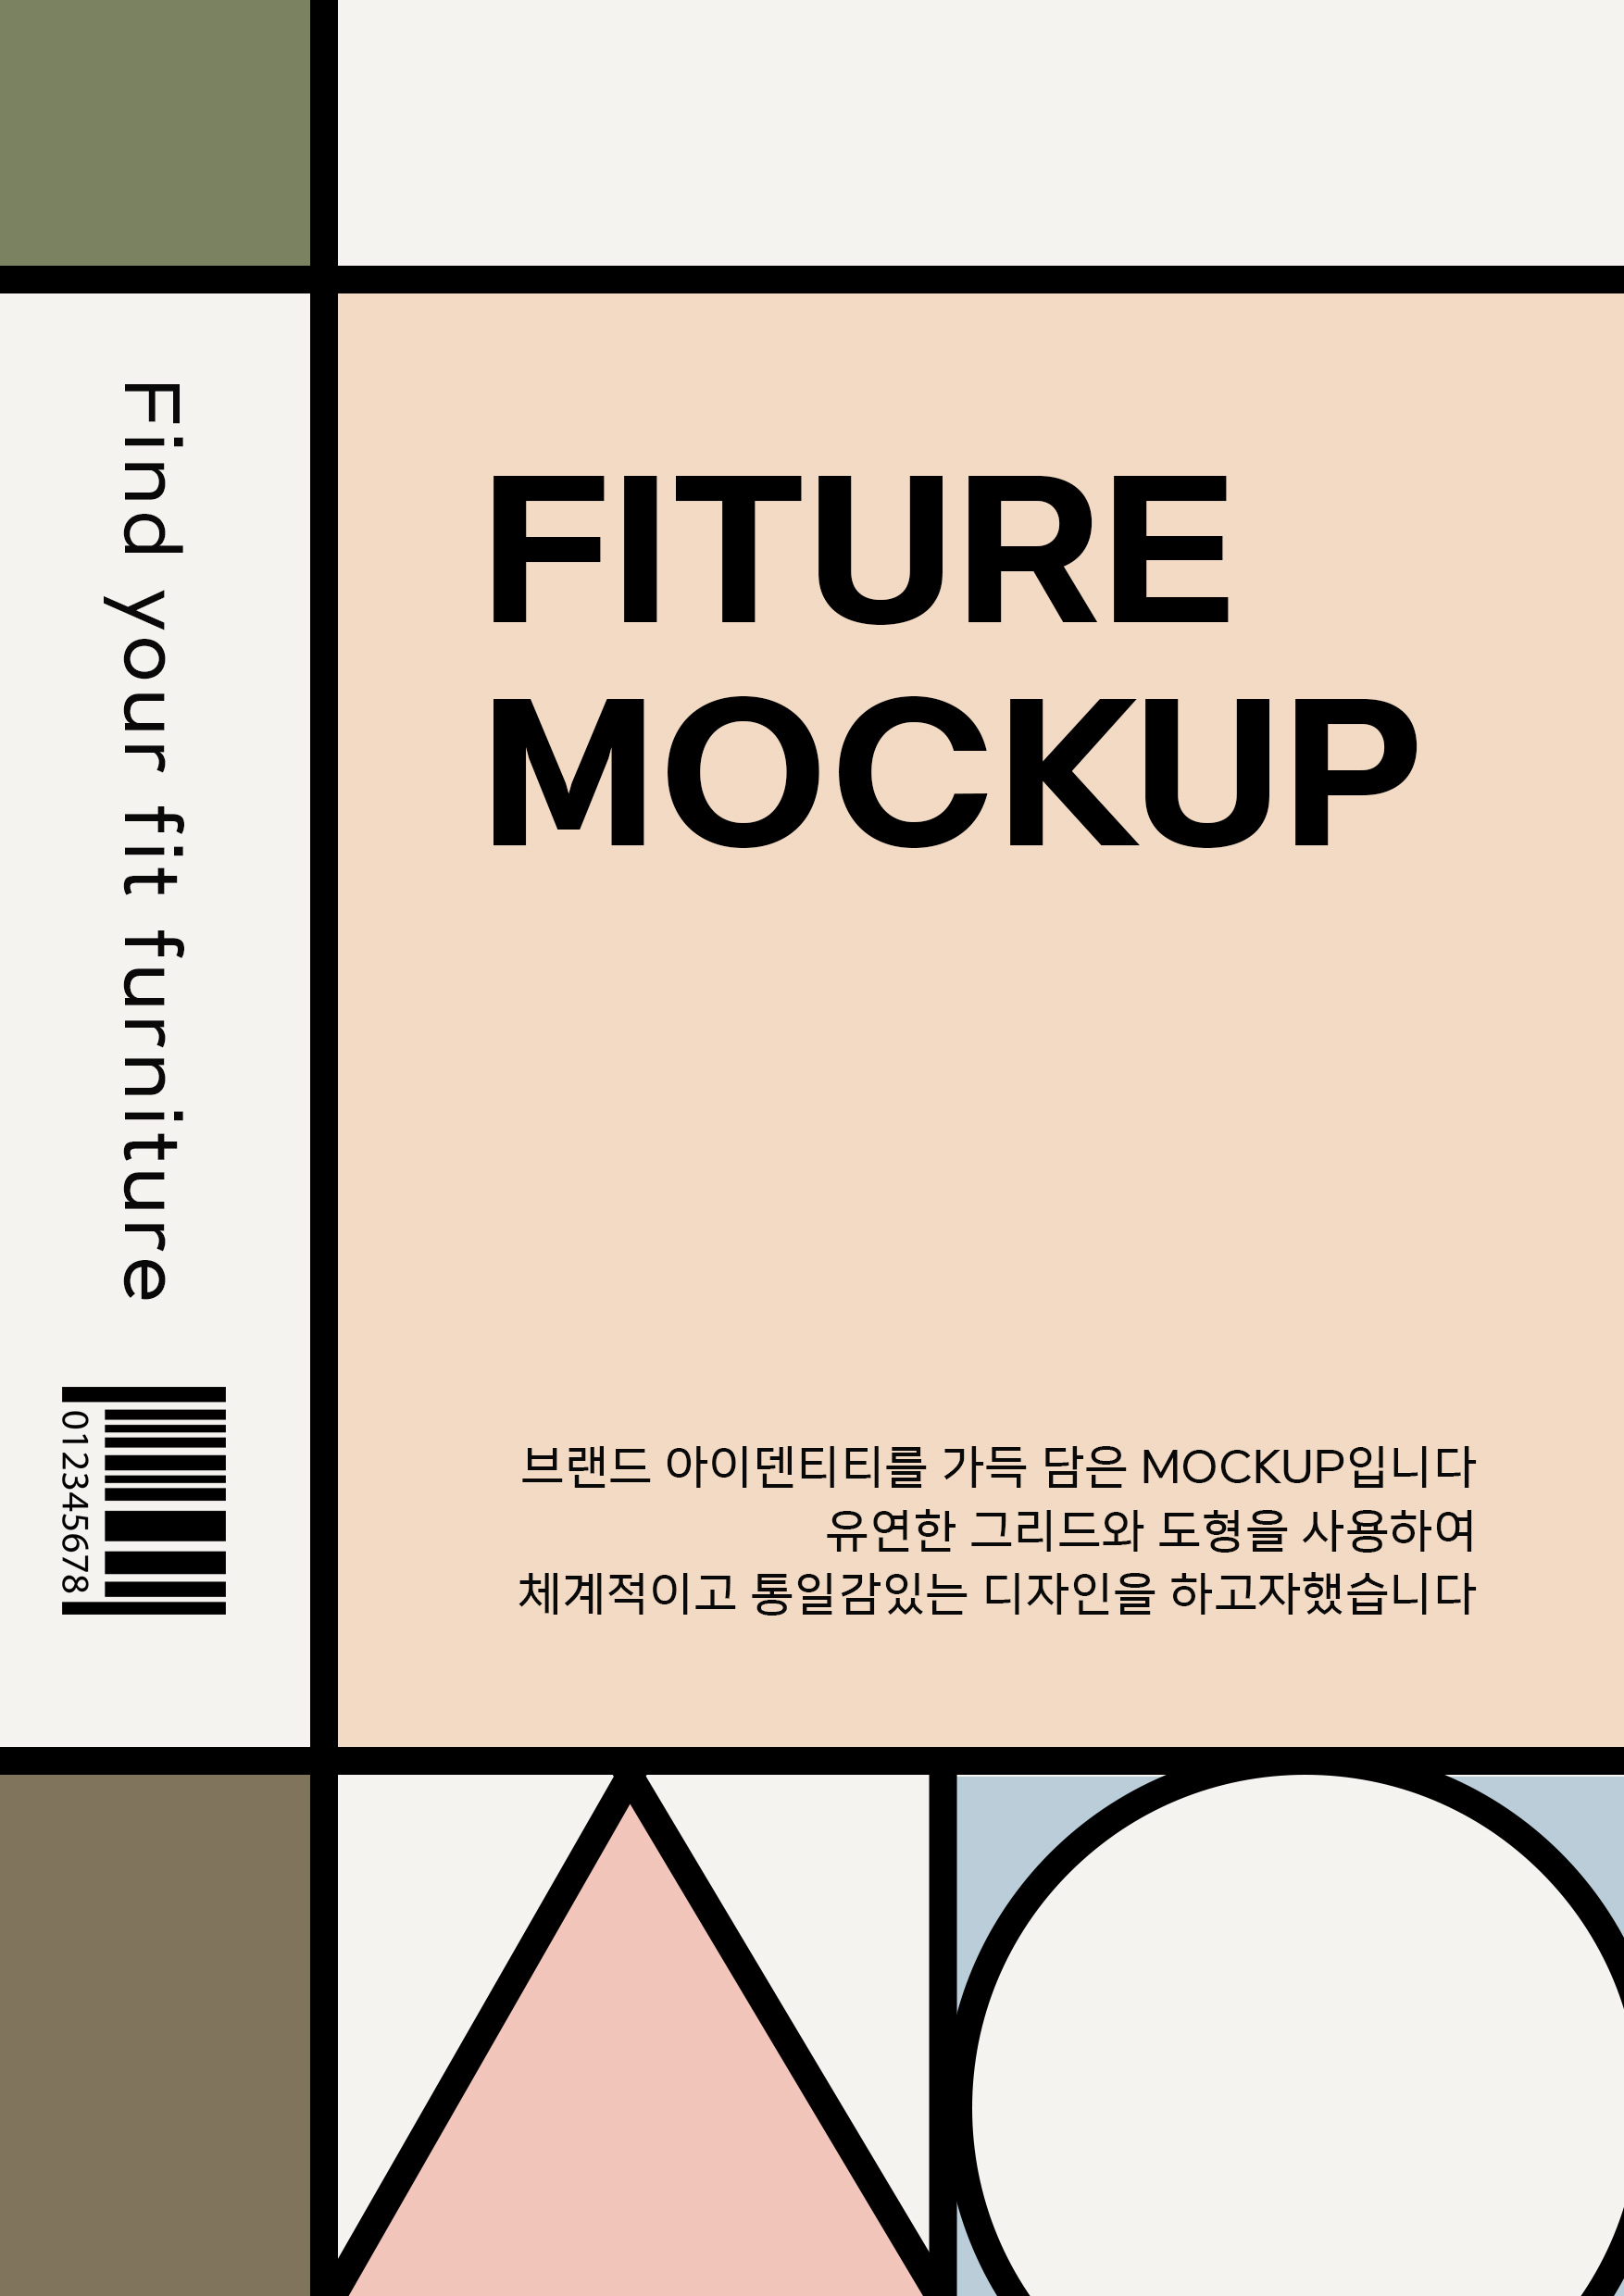 FITURE
MOCKUP
Find your fit furniture
012345678
브랜드 아이덴티티를 가득 담은 MOCKUP입니다
유연한 그리드와 도형을 사용하여
체계적이고 통일감있는 디자인을 하고자했습니다